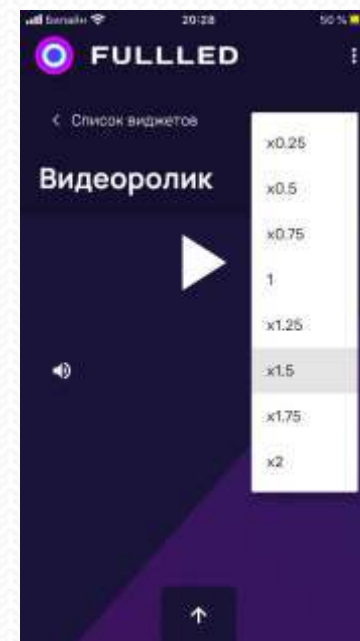 Билайн 20:28 50 %
FULLLED
Список виджетов
Видеоролик
x0.25
x0.5
x0.75
1
x1.25
x1.5
x1.75
x2